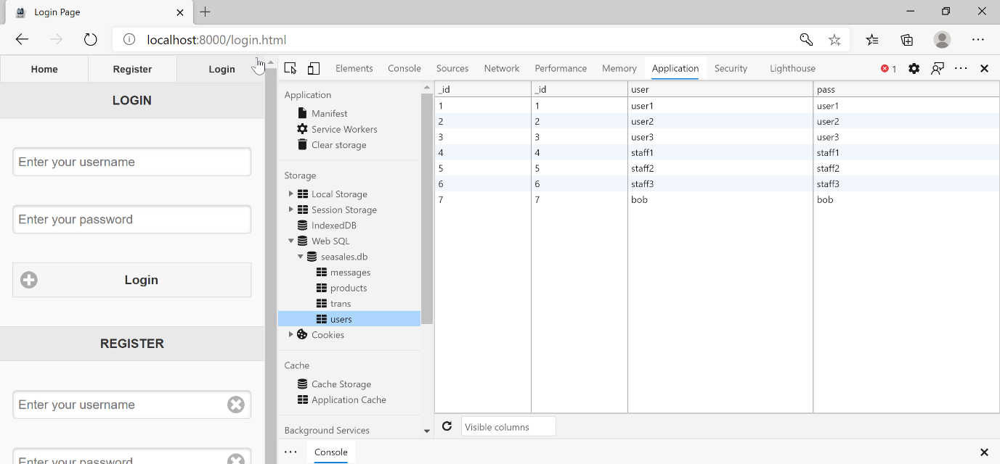 Login Page
localhost:8000/login.html
Home Register Login
LOGIN
Enter your username
Enter your password
Login
REGISTER
Enter your username
Enter your password
Elements Console Sources Network Performance Memory Application Security Lighthouse 1
Application
Manifest
Service Workers
Clear storage
Storage
Local Storage
Session Storage
IndexedDB
Web SQL
seasales.db
messages
products
trans
users
Cookies
Cache
Cache Storage
Application Cache
Background Services
_id _id user pass
1 1 user1 user1
2 2 user2 user2
3 3 user3 user3
4 4 staff1 staff1
5 5 staff2 staff2
6 6 staff3 staff3
7 7 bob bob
Visible columns
Console